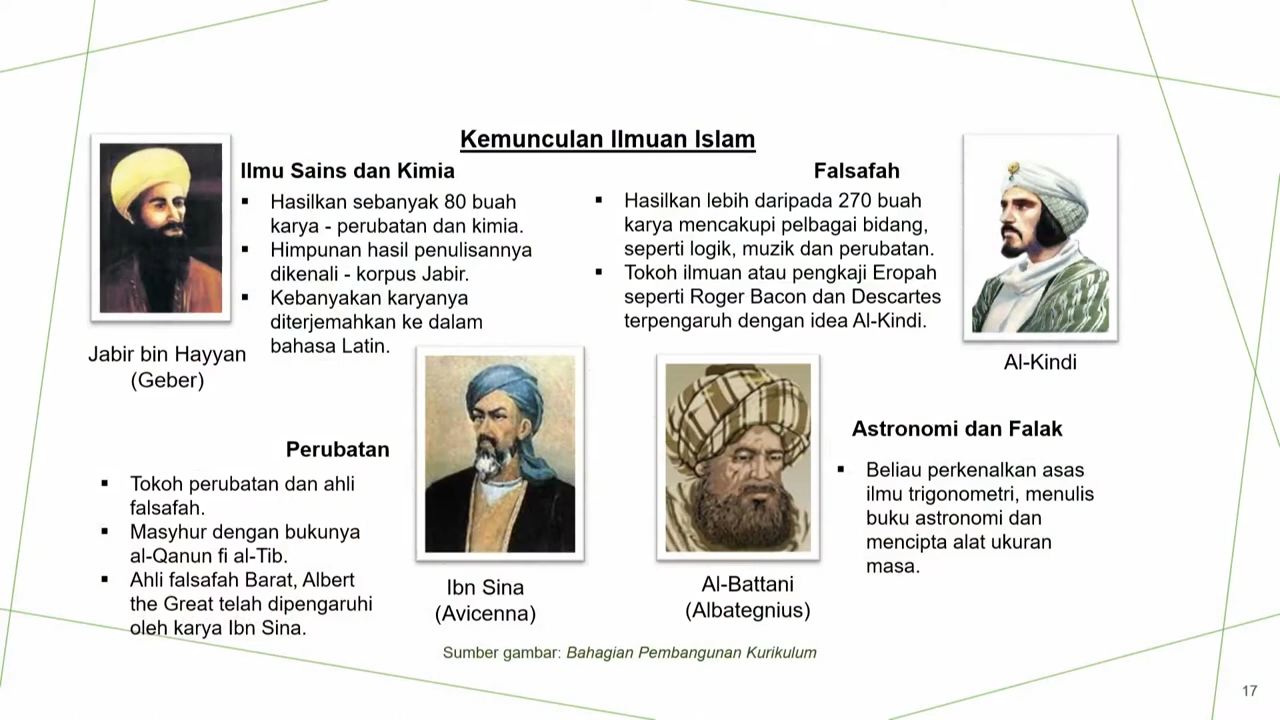 Kemunculan Ilmuan Islam
Ilmu Sains dan Kimia
▪ Hasilkan sebanyak 80 buah
karya - perubatan dan kimia.
▪ Himpunan hasil penulisannya
dikenali - korpus Jabir.
▪ Kebanyakan karyanya
diterjemahkan ke dalam
bahasa Latin.
Jabir bin Hayyan
(Geber)
Falsafah
▪ Hasilkan lebih daripada 270 buah
karya mencakupi pelbagai bidang,
seperti logik, muzik dan perubatan.
▪ Tokoh ilmuan atau pengkaji Eropah
seperti Roger Bacon dan Descartes
terpengaruh dengan idea Al-Kindi.
Al-Kindi
Perubatan
▪ Tokoh perubatan dan ahli
falsafah.
▪ Masyhur dengan bukunya
al-Qanun fi al-Tib.
▪ Ahli falsafah Barat, Albert
the Great telah dipengaruhi
oleh karya Ibn Sina.
Ibn Sina
(Avicenna)
Al-Battani
(Albategnius)
Astronomi dan Falak
▪ Beliau perkenalkan asas
ilmu trigonometri, menulis
buku astronomi dan
mencipta alat ukuran
masa.
Sumber gambar: Bahagian Pembangunan Kurikulum
17